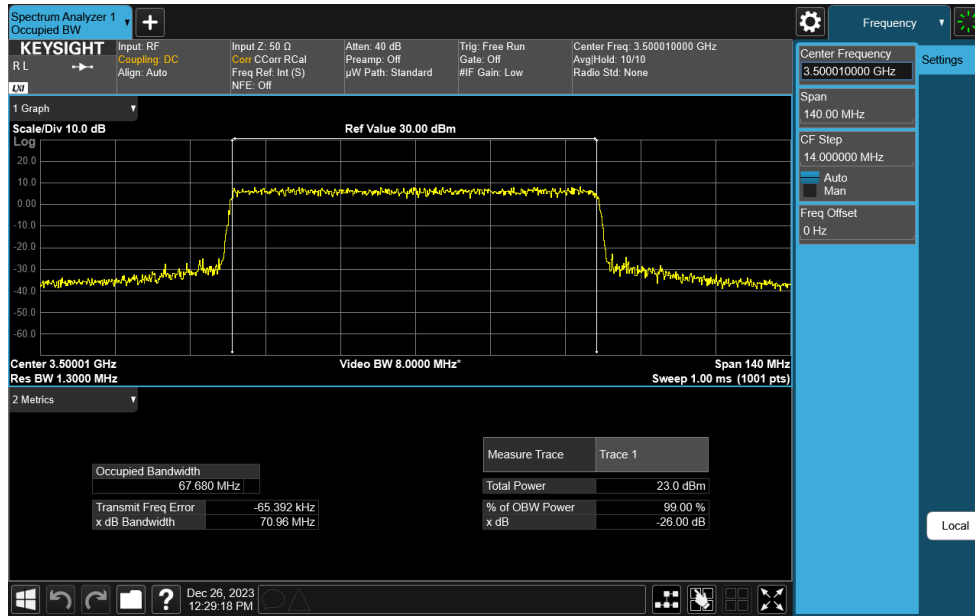 Spectrum Analyzer 1
Occupied BW
Frequency
KEYSIGHT
R L
LXI
Input: RF
Coupling: DC
Align: Auto
Input Z: 50 Ω
Corr CCorr RCal
Freq Ref: Int (S)
NFE: Off
Atten: 40 dB
Preamp: Off
µW Path: Standard
Trig: Free Run
Gate: Off
#IF Gain: Low
Center Freq: 3.500010000 GHz
Avg|Hold: 10/10
Radio Std: None
Center Frequency
3.500010000 GHz
Settings
Span
140.00 MHz
CF Step
14.000000 MHz
Auto
Man
Freq Offset
0 Hz
Local
1 Graph
Scale/Div 10.0 dB
Ref Value 30.00 dBm
Log
20.0
10.0
0.00
-10.0
-20.0
-30.0
-40.0
-50.0
-60.0
Center 3.50001 GHz
Video BW 8.0000 MHz*
Span 140 MHz
Res BW 1.3000 MHz
Sweep 1.00 ms (1001 pts)
2 Metrics
Measure Trace Trace 1
Occupied Bandwidth
67.680 MHz
Total Power 23.0 dBm
Transmit Freq Error -65.392 kHz
% of OBW Power 99.00 %
x dB Bandwidth 70.96 MHz
x dB -26.00 dB
?
Dec 26, 2023
12:29:18 PM